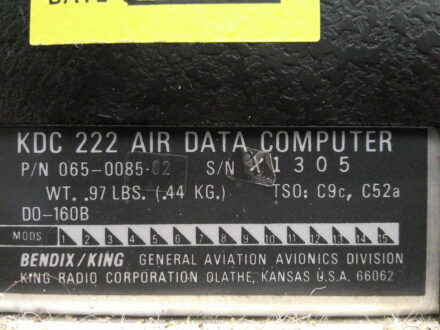 DATE
KDC 222 AIR DATA COMPUTER
P/N 065-0085-02 S/N X1305
WT. .97 LBS. (.44 KG.) TSO: C9c, C52a
DO-160B
MODS 1 2 3 4 5 6 7 8 9 10 11 12 13 14 15
BENDIX/KING, GENERAL AVIATION AVIONICS DIVISION
KING RADIO CORPORATION OLATHE, KANSAS U.S.A. 66062